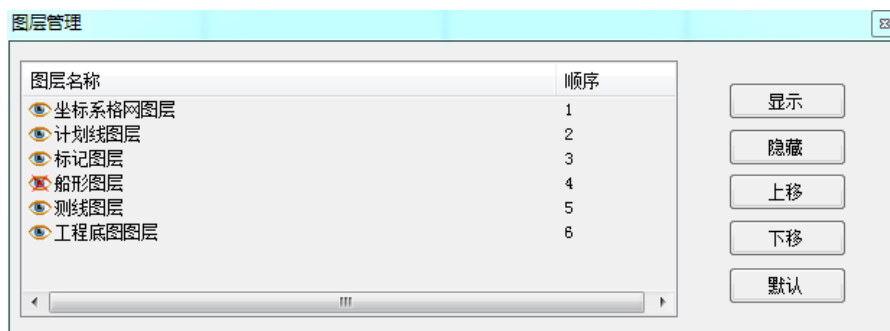 图层管理
图层名称 顺序
坐标系格网图层 1
计划线图层 2
标记图层 3
船形图层 4
测线图层 5
工程底图图层 6
显示
隐藏
上移
下移
默认